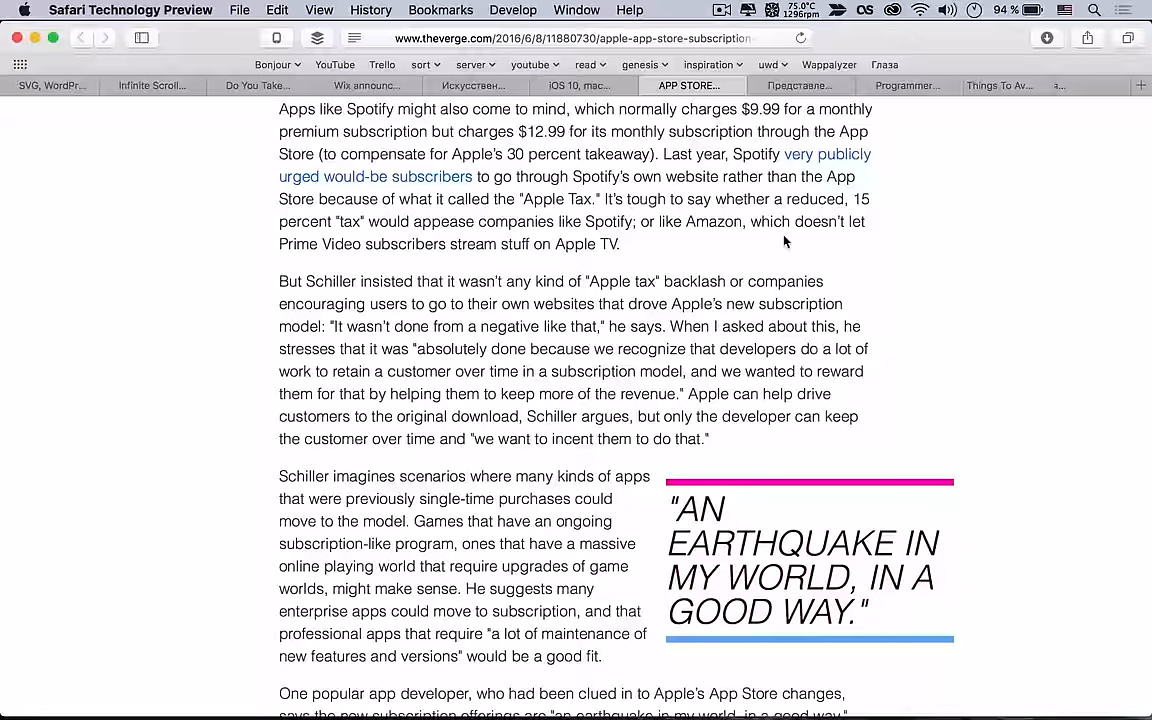 Safari Technology Preview File Edit View History Bookmarks Develop Window Help 75.0°C 1296rpm 94 %
www.theverge.com/2016/6/8/11880730/apple-app-store-subscription-
Bonjour YouTube Trello sort server youtube read genesis inspiration uwd Wappalyzer Глаза
SVG, WordPr... Infinite Scroll... Do You Take... Wix announc... Искусствен... iOS 10, mac... APP STORE... Представле... Programmer... Things To Av... a...
Apps like Spotify might also come to mind, which normally charges $9.99 for a monthly
premium subscription but charges $12.99 for its monthly subscription through the App
Store (to compensate for Apple's 30 percent takeaway). Last year, Spotify very publicly
urged would-be subscribers to go through Spotify's own website rather than the App
Store because of what it called the "Apple Tax." It's tough to say whether a reduced, 15
percent "tax" would appease companies like Spotify; or like Amazon, which doesn't let
Prime Video subscribers stream stuff on Apple TV.
But Schiller insisted that it wasn't any kind of "Apple tax" backlash or companies
encouraging users to go to their own websites that drove Apple's new subscription
model: "It wasn't done from a negative like that," he says. When I asked about this, he
stresses that it was "absolutely done because we recognize that developers do a lot of
work to retain a customer over time in a subscription model, and we wanted to reward
them for that by helping them to keep more of the revenue." Apple can help drive
customers to the original download, Schiller argues, but only the developer can keep
the customer over time and "we want to incent them to do that."
Schiller imagines scenarios where many kinds of apps
that were previously single-time purchases could
move to the model. Games that have an ongoing
subscription-like program, ones that have a massive
online playing world that require upgrades of game
worlds, might make sense. He suggests many
enterprise apps could move to subscription, and that
professional apps that require "a lot of maintenance of
new features and versions" would be a good fit.
"AN
EARTHQUAKE IN
MY WORLD, IN A
GOOD WAY."
One popular app developer, who had been clued in to Apple's App Store changes,
says the new subscription offerings are "an earthquake in my world, in a good way."